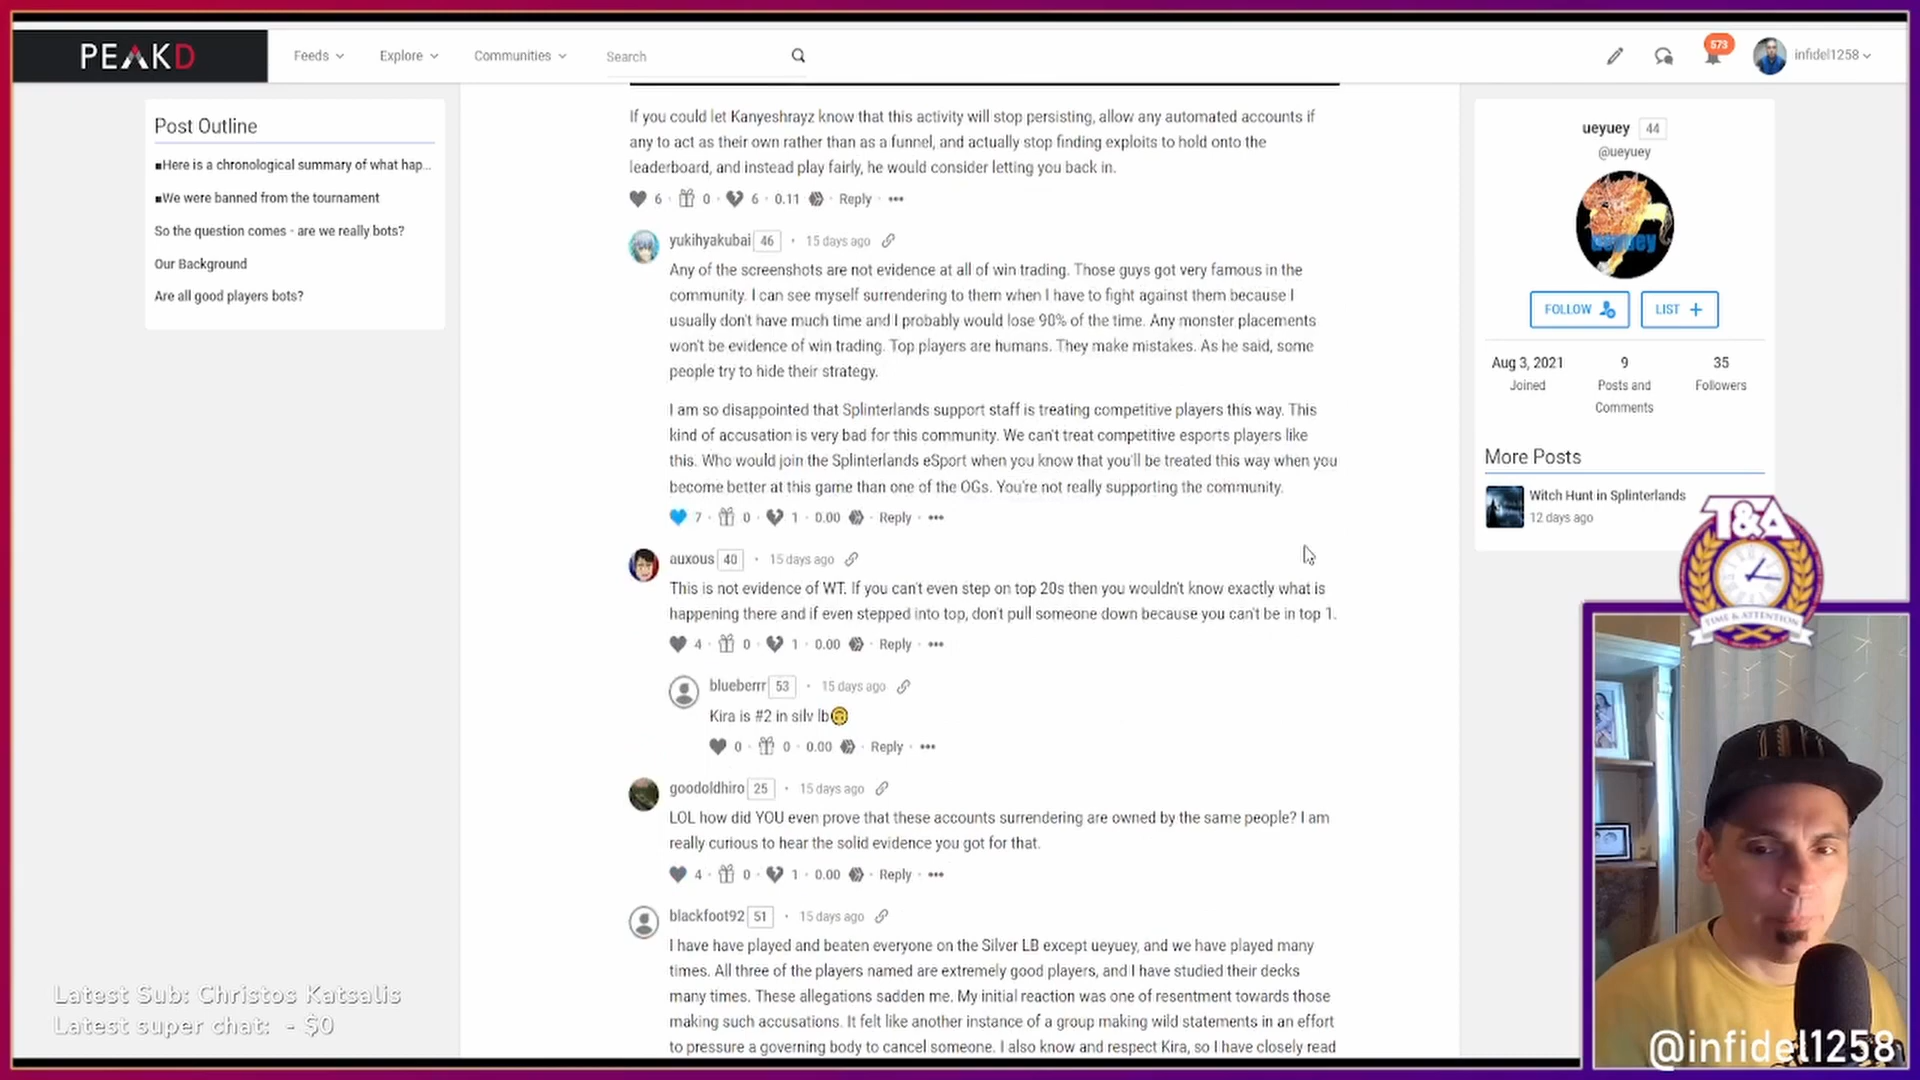 PEAKD
Feeds
Explore
Communities
Search
573
infidel1258
Post Outline
▪Here is a chronological summary of what hap...
▪We were banned from the tournament
So the question comes - are we really bots?
Our Background
Are all good players bots?
If you could let Kanyeshrayz know that this activity will stop persisting, allow any automated accounts if
any to act as their own rather than as a funnel, and actually stop finding exploits to hold onto the
leaderboard, and instead play fairly, he would consider letting you back in.
6 · 0 · 6 · 0.11 · Reply · •••
yukihyakubai 46 · 15 days ago
Any of the screenshots are not evidence at all of win trading. Those guys got very famous in the
community. I can see myself surrendering to them when I have to fight against them because I
usually don't have much time and I probably would lose 90% of the time. Any monster placements
won't be evidence of win trading. Top players are humans. They make mistakes. As he said, some
people try to hide their strategy.
I am so disappointed that Splinterlands support staff is treating competitive players this way. This
kind of accusation is very bad for this community. We can't treat competitive esports players like
this. Who would join the Splinterlands eSport when you know that you'll be treated this way when you
become better at this game than one of the OGs. You're not really supporting the community.
7 · 0 · 1 · 0.00 · Reply · •••
auxous 40 · 15 days ago
This is not evidence of WT. If you can't even step on top 20s then you wouldn't know exactly what is
happening there and if even stepped into top, don't pull someone down because you can't be in top 1.
4 · 0 · 1 · 0.00 · Reply · •••
blueberrr 53 · 15 days ago
Kira is #2 in silv lb🙃
0 · 0 · 0.00 · Reply · •••
goodoldhiro 25 · 15 days ago
LOL how did YOU even prove that these accounts surrendering are owned by the same people? I am
really curious to hear the solid evidence you got for that.
4 · 0 · 1 · 0.00 · Reply · •••
blackfoot92 51 · 15 days ago
I have have played and beaten everyone on the Silver LB except ueyuey, and we have played many
times. All three of the players named are extremely good players, and I have studied their decks
many times. These allegations sadden me. My initial reaction was one of resentment towards those
making such accusations. It felt like another instance of a group making wild statements in an effort
to pressure a governing body to cancel someone. I also know and respect Kira, so I have closely read
ueyuey 44
@ueyuey
ueyuey
FOLLOW
LIST +
Aug 3, 2021
Joined
9
Posts and
Comments
35
Followers
More Posts
Witch Hunt in Splinterlands
12 days ago
T&A
TIME & ATTENTION
Latest Sub: Christos Katsalis
Latest super chat: - $0
@infidel1258